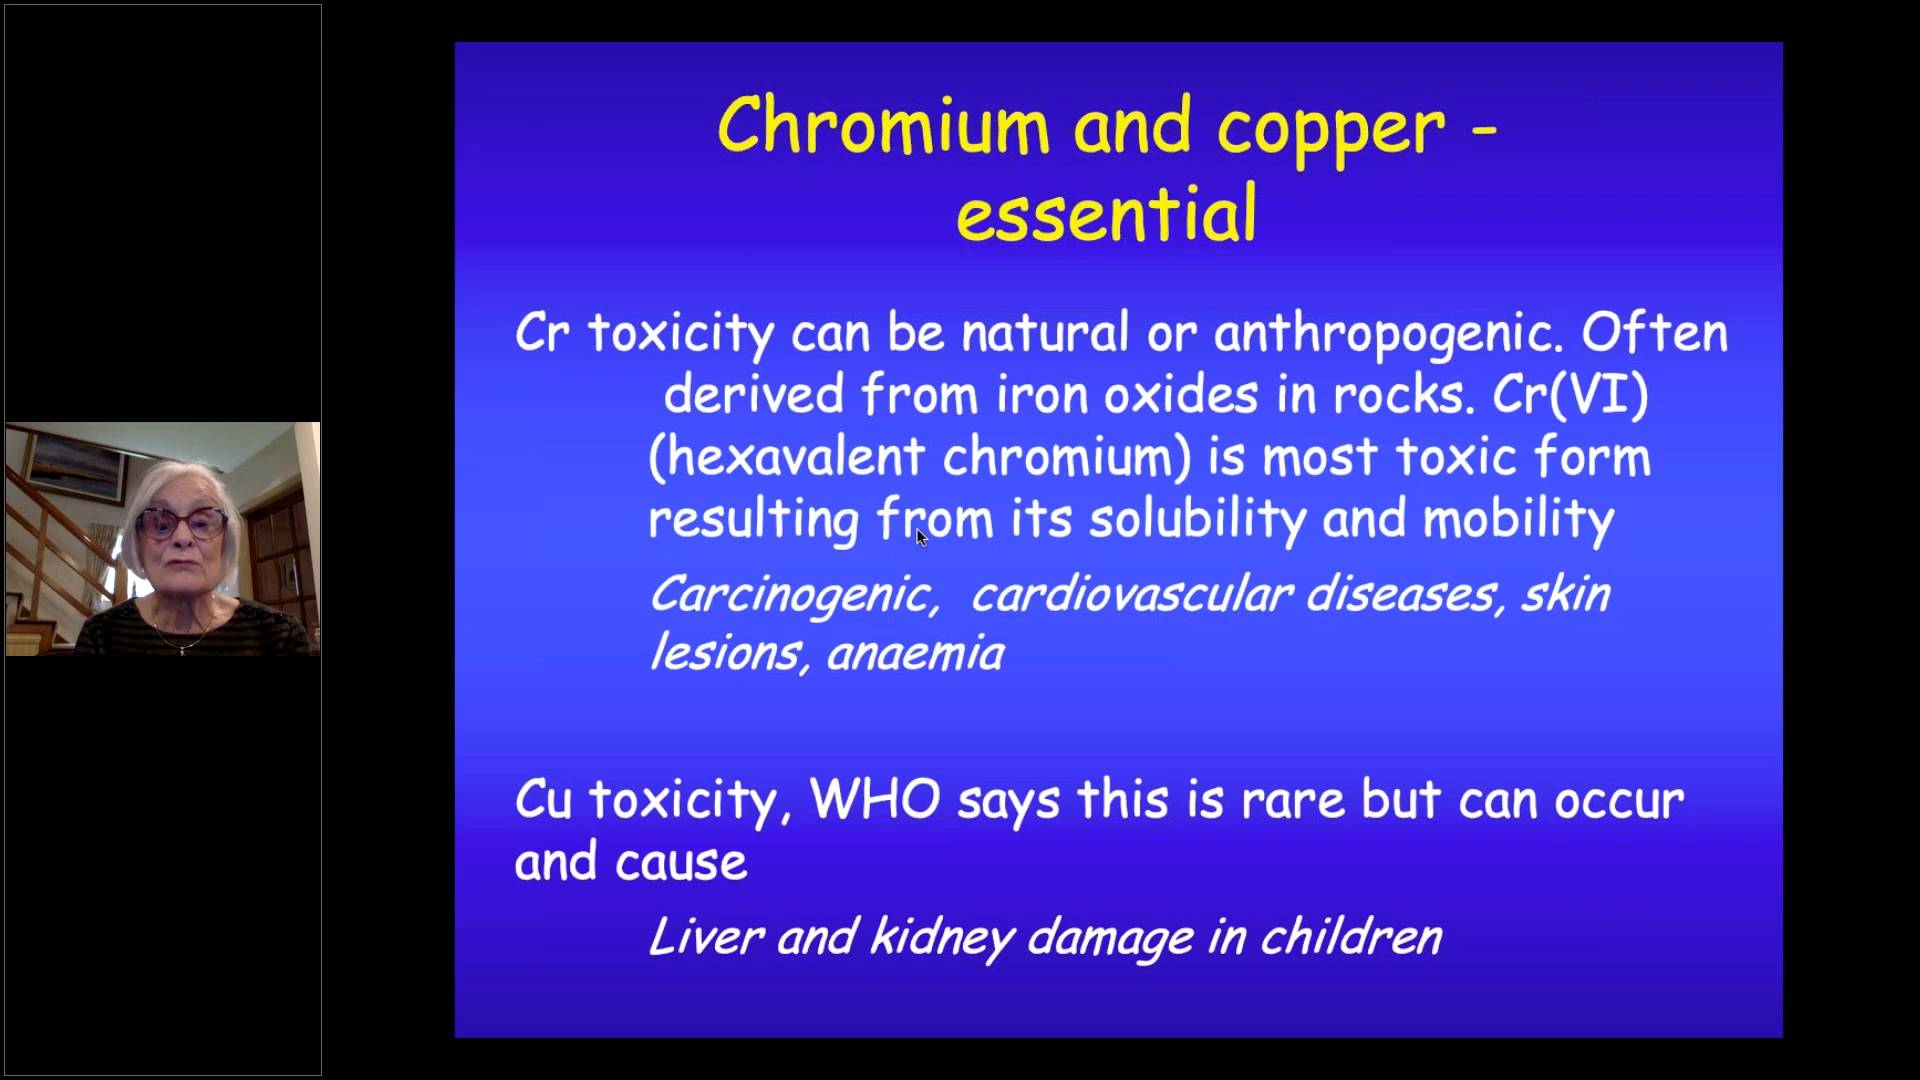 Chromium and copper -
essential
Cr toxicity can be natural or anthropogenic. Often
derived from iron oxides in rocks. Cr(VI)
(hexavalent chromium) is most toxic form
resulting from its solubility and mobility
Carcinogenic, cardiovascular diseases, skin
lesions, anaemia
Cu toxicity, WHO says this is rare but can occur
and cause
Liver and kidney damage in children